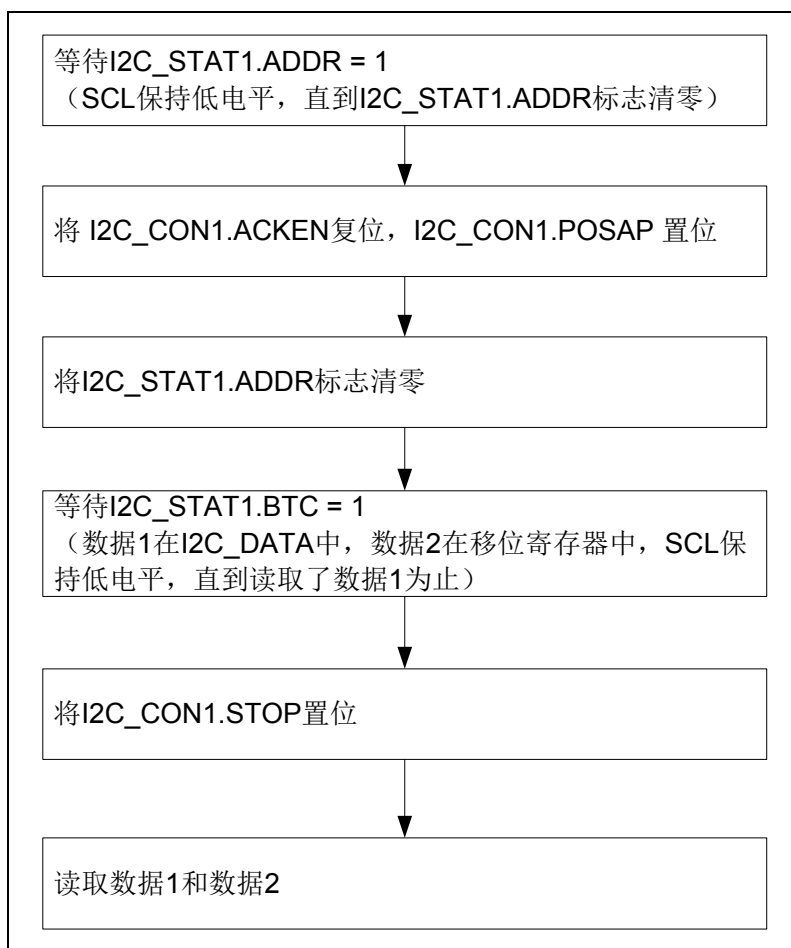 等待I2C_STAT1.ADDR = 1
（SCL保持低电平，直到I2C_STAT1.ADDR标志清零）
将 I2C_CON1.ACKEN复位，I2C_CON1.POSAP 置位
将I2C_STAT1.ADDR标志清零
等待I2C_STAT1.BTC = 1
（数据1在I2C_DATA中，数据2在移位寄存器中，SCL保
持低电平，直到读取了数据1为止）
将I2C_CON1.STOP置位
读取数据1和数据2